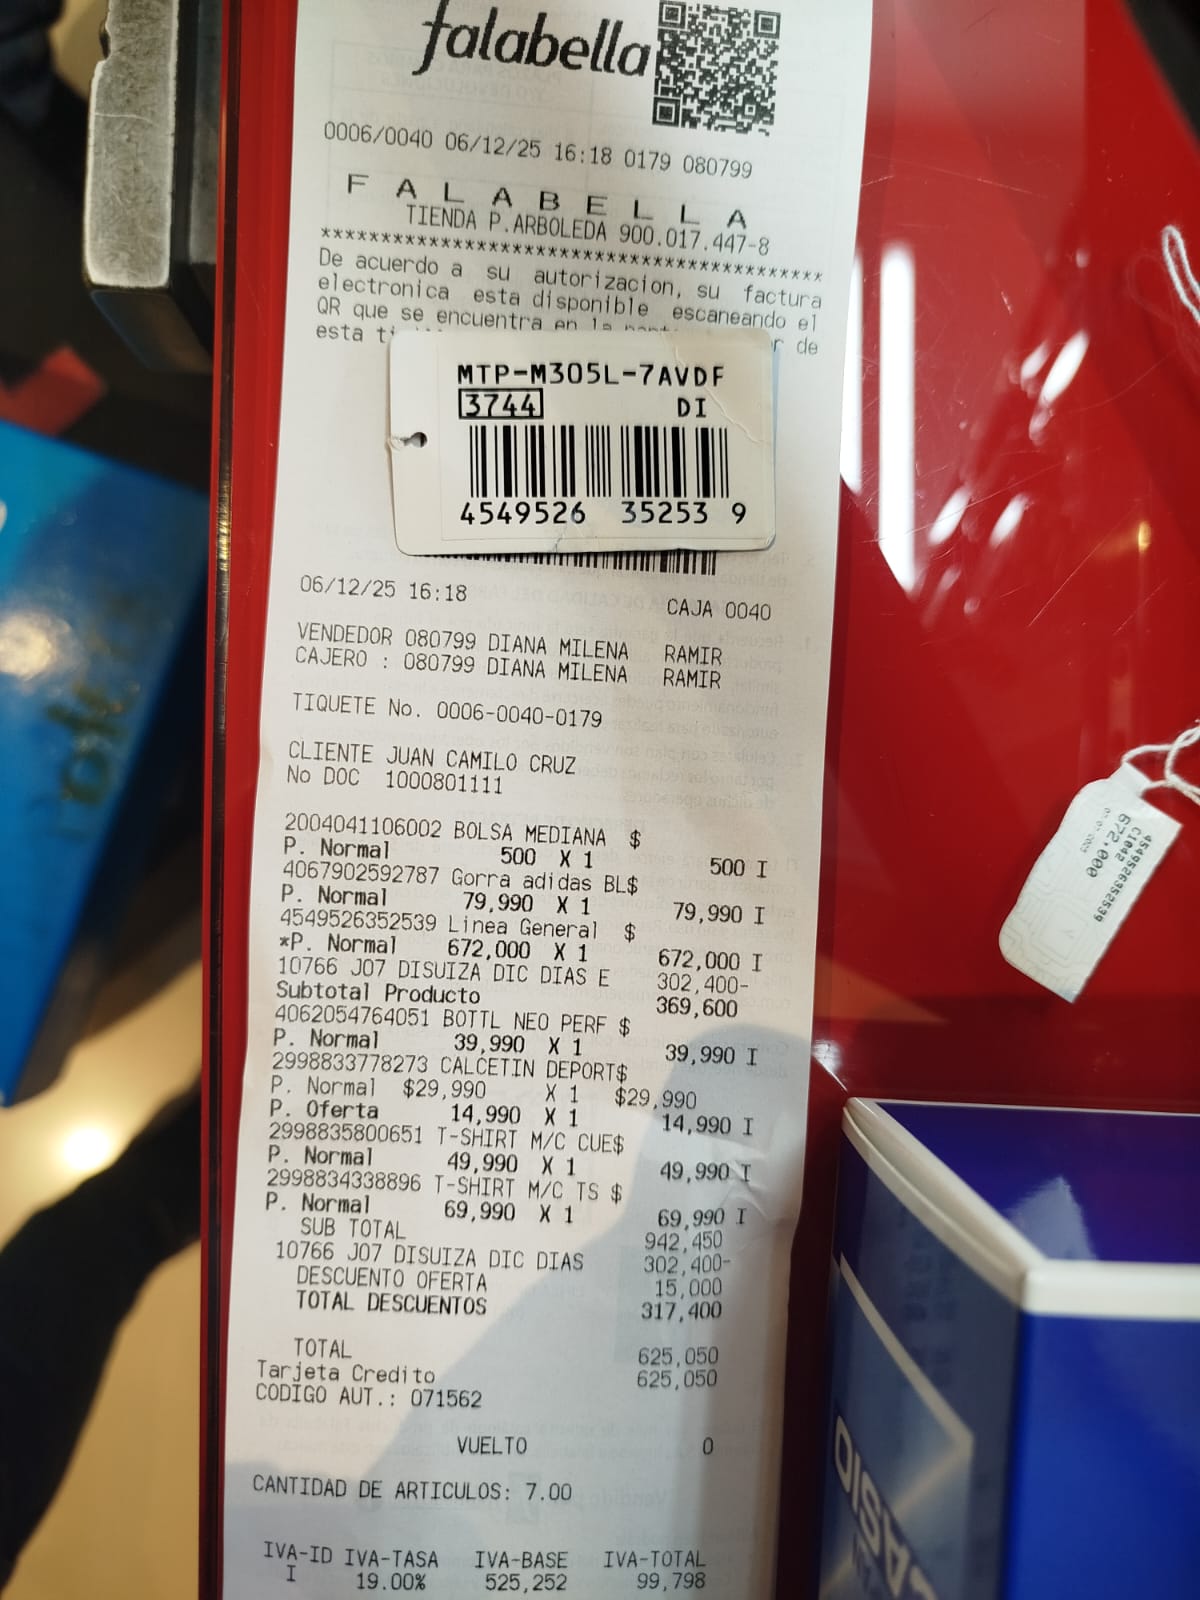 falabella
0006/0040 06/12/25 16:18 0179 080799
F A L A B E L L A
TIENDA P.ARBOLEDA 900.017.447-8
******************************************
De acuerdo a su autorizacion, su factura
electronica esta disponible escaneando el
QR que se encuentra en la
esta de
MTP-M305L-7AVDF
3744 DI
4549526 35253 9
06/12/25 16:18 CAJA 0040
VENDEDOR 080799 DIANA MILENA RAMIR
CAJERO : 080799 DIANA MILENA RAMIR
TIQUETE No. 0006-0040-0179
CLIENTE JUAN CAMILO CRUZ
No DOC 1000801111
2004041106002 BOLSA MEDIANA $
P. Normal 500 X 1 500 I
4067902592787 Gorra adidas BL$
P. Normal 79,990 X 1 79,990 I
4549526352539 Linea General $
*P. Normal 672,000 X 1 672,000 I
10766 J07 DISUIZA DIC DIAS E 302,400-
Subtotal Producto 369,600
4062054764051 BOTTL NEO PERF $
P. Normal 39,990 X 1 39,990 I
2998833778273 CALCETIN DEPORT$
P. Normal $29,990 X 1 $29,990
P. Oferta 14,990 X 1 14,990 I
2998835800651 T-SHIRT M/C CUE$
P. Normal 49,990 X 1 49,990 I
2998834338896 T-SHIRT M/C TS $
P. Normal 69,990 X 1 69,990 I
SUB TOTAL 942,450
10766 J07 DISUIZA DIC DIAS 302,400-
DESCUENTO OFERTA 15,000
TOTAL DESCUENTOS 317,400
TOTAL 625,050
Tarjeta Credito 625,050
CODIGO AUT.: 071562
VUELTO 0
CANTIDAD DE ARTICULOS: 7.00
IVA-ID IVA-TASA IVA-BASE IVA-TOTAL
I 19.00% 525,252 99,798
4549526352539
C1042
672.000
CASIO